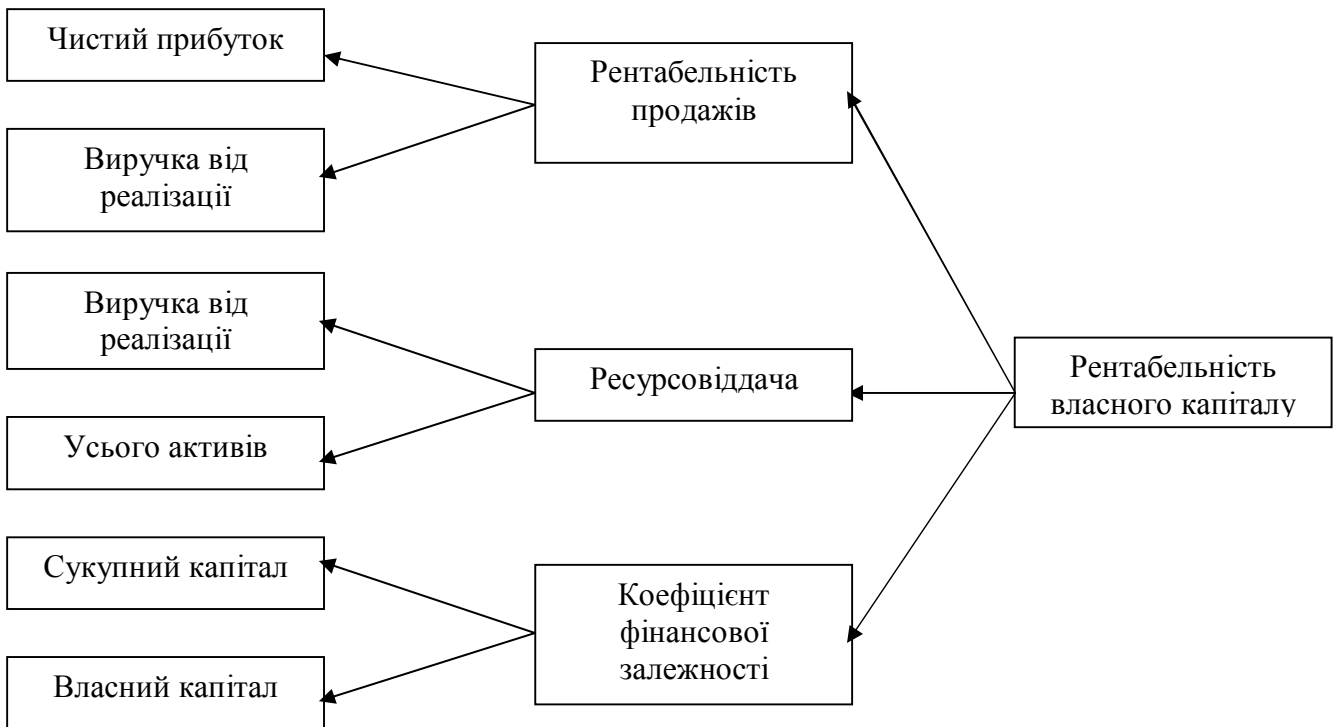 Чистий прибуток
Виручка від
реалізації
Виручка від
реалізації
Усього активів
Сукупний капітал
Власний капітал
Рентабельність
продажів
Ресурсовіддача
Коефіцієнт
фінансової
залежності
Рентабельність
власного капіталу